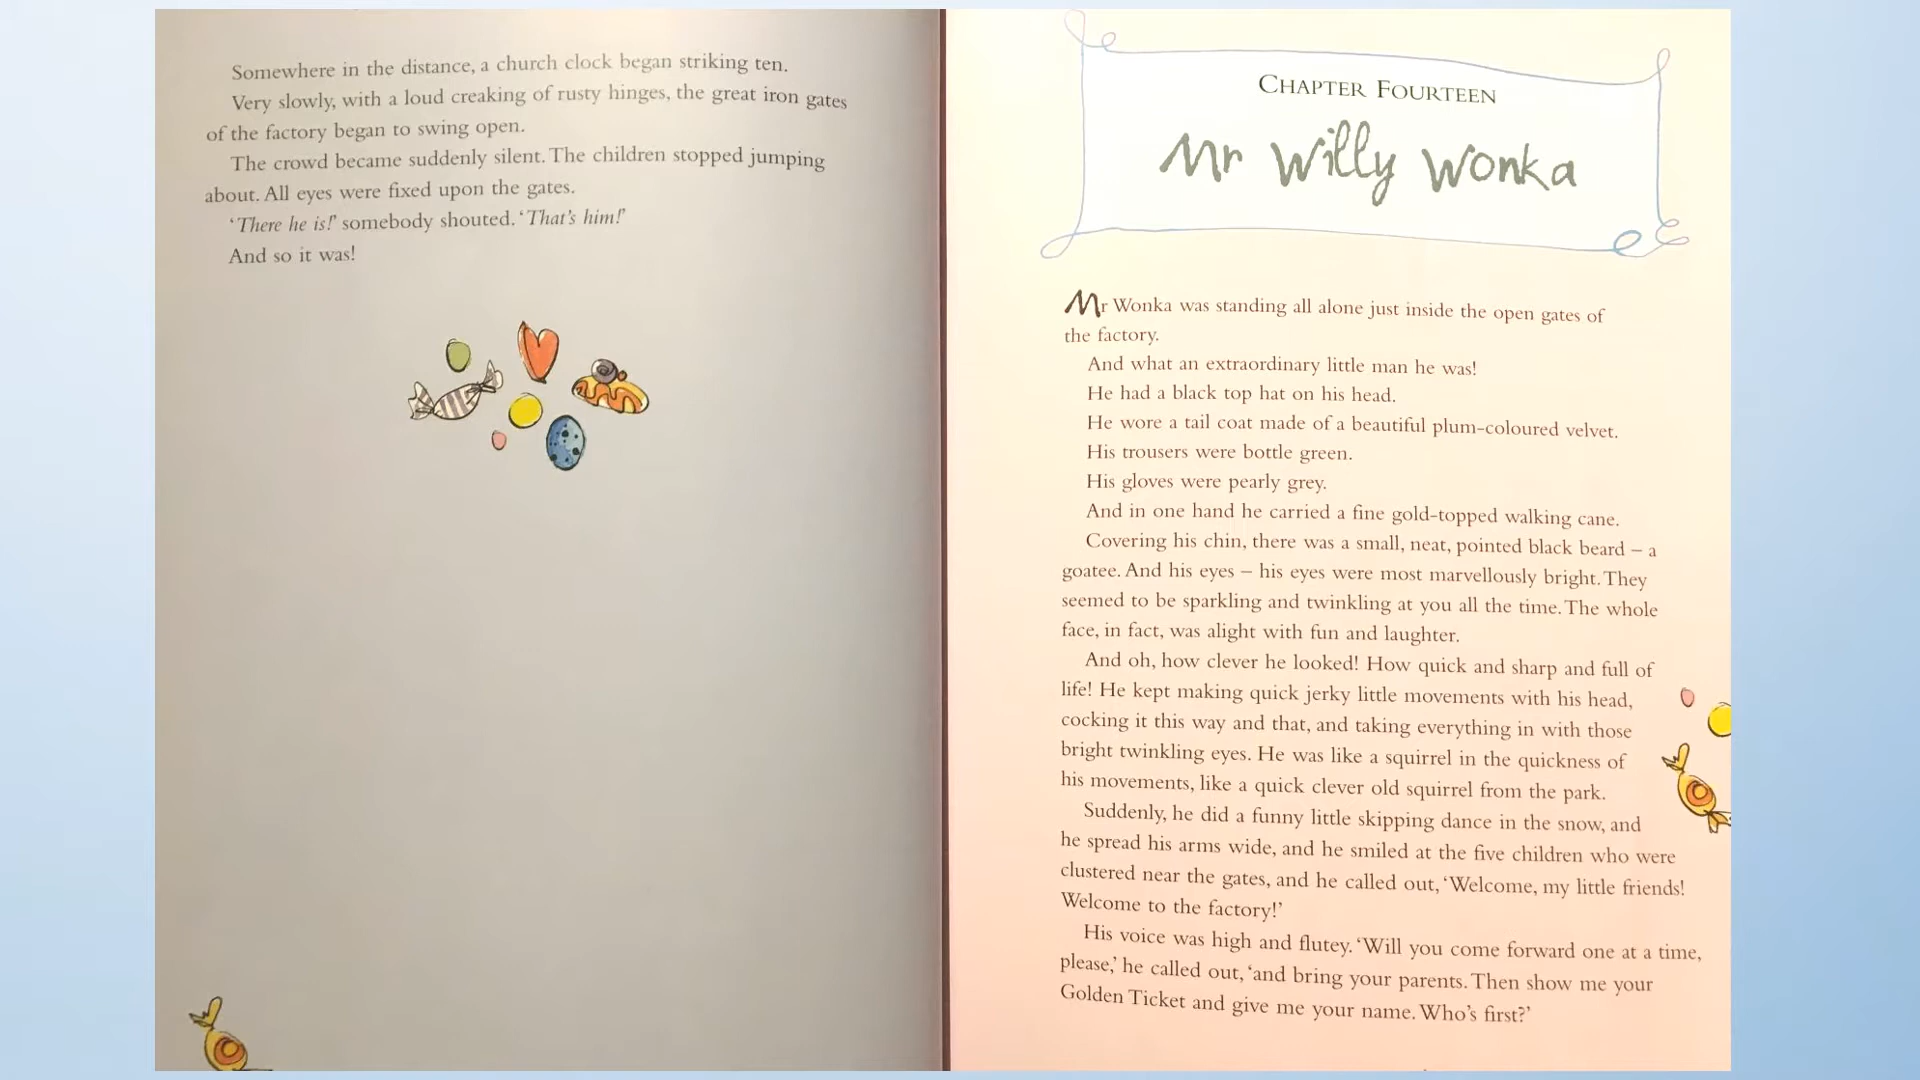 Somewhere in the distance, a church clock began striking ten.
Very slowly, with a loud creaking of rusty hinges, the great iron gates
of the factory began to swing open.
The crowd became suddenly silent. The children stopped jumping
about. All eyes were fixed upon the gates.
‘There he is!’ somebody shouted. ‘That’s him!’
And so it was!
CHAPTER FOURTEEN
Mr Willy Wonka
Mr Wonka was standing all alone just inside the open gates of
the factory.
And what an extraordinary little man he was!
He had a black top hat on his head.
He wore a tail coat made of a beautiful plum-coloured velvet.
His trousers were bottle green.
His gloves were pearly grey.
And in one hand he carried a fine gold-topped walking cane.
Covering his chin, there was a small, neat, pointed black beard – a
goatee. And his eyes – his eyes were most marvellously bright. They
seemed to be sparkling and twinkling at you all the time. The whole
face, in fact, was alight with fun and laughter.
And oh, how clever he looked! How quick and sharp and full of
life! He kept making quick jerky little movements with his head,
cocking it this way and that, and taking everything in with those
bright twinkling eyes. He was like a squirrel in the quickness of
his movements, like a quick clever old squirrel from the park.
Suddenly, he did a funny little skipping dance in the snow, and
he spread his arms wide, and he smiled at the five children who were
clustered near the gates, and he called out, ‘Welcome, my little friends!
Welcome to the factory!’
His voice was high and flutey. ‘Will you come forward one at a time,
please,’ he called out, ‘and bring your parents. Then show me your
Golden Ticket and give me your name. Who’s first?’